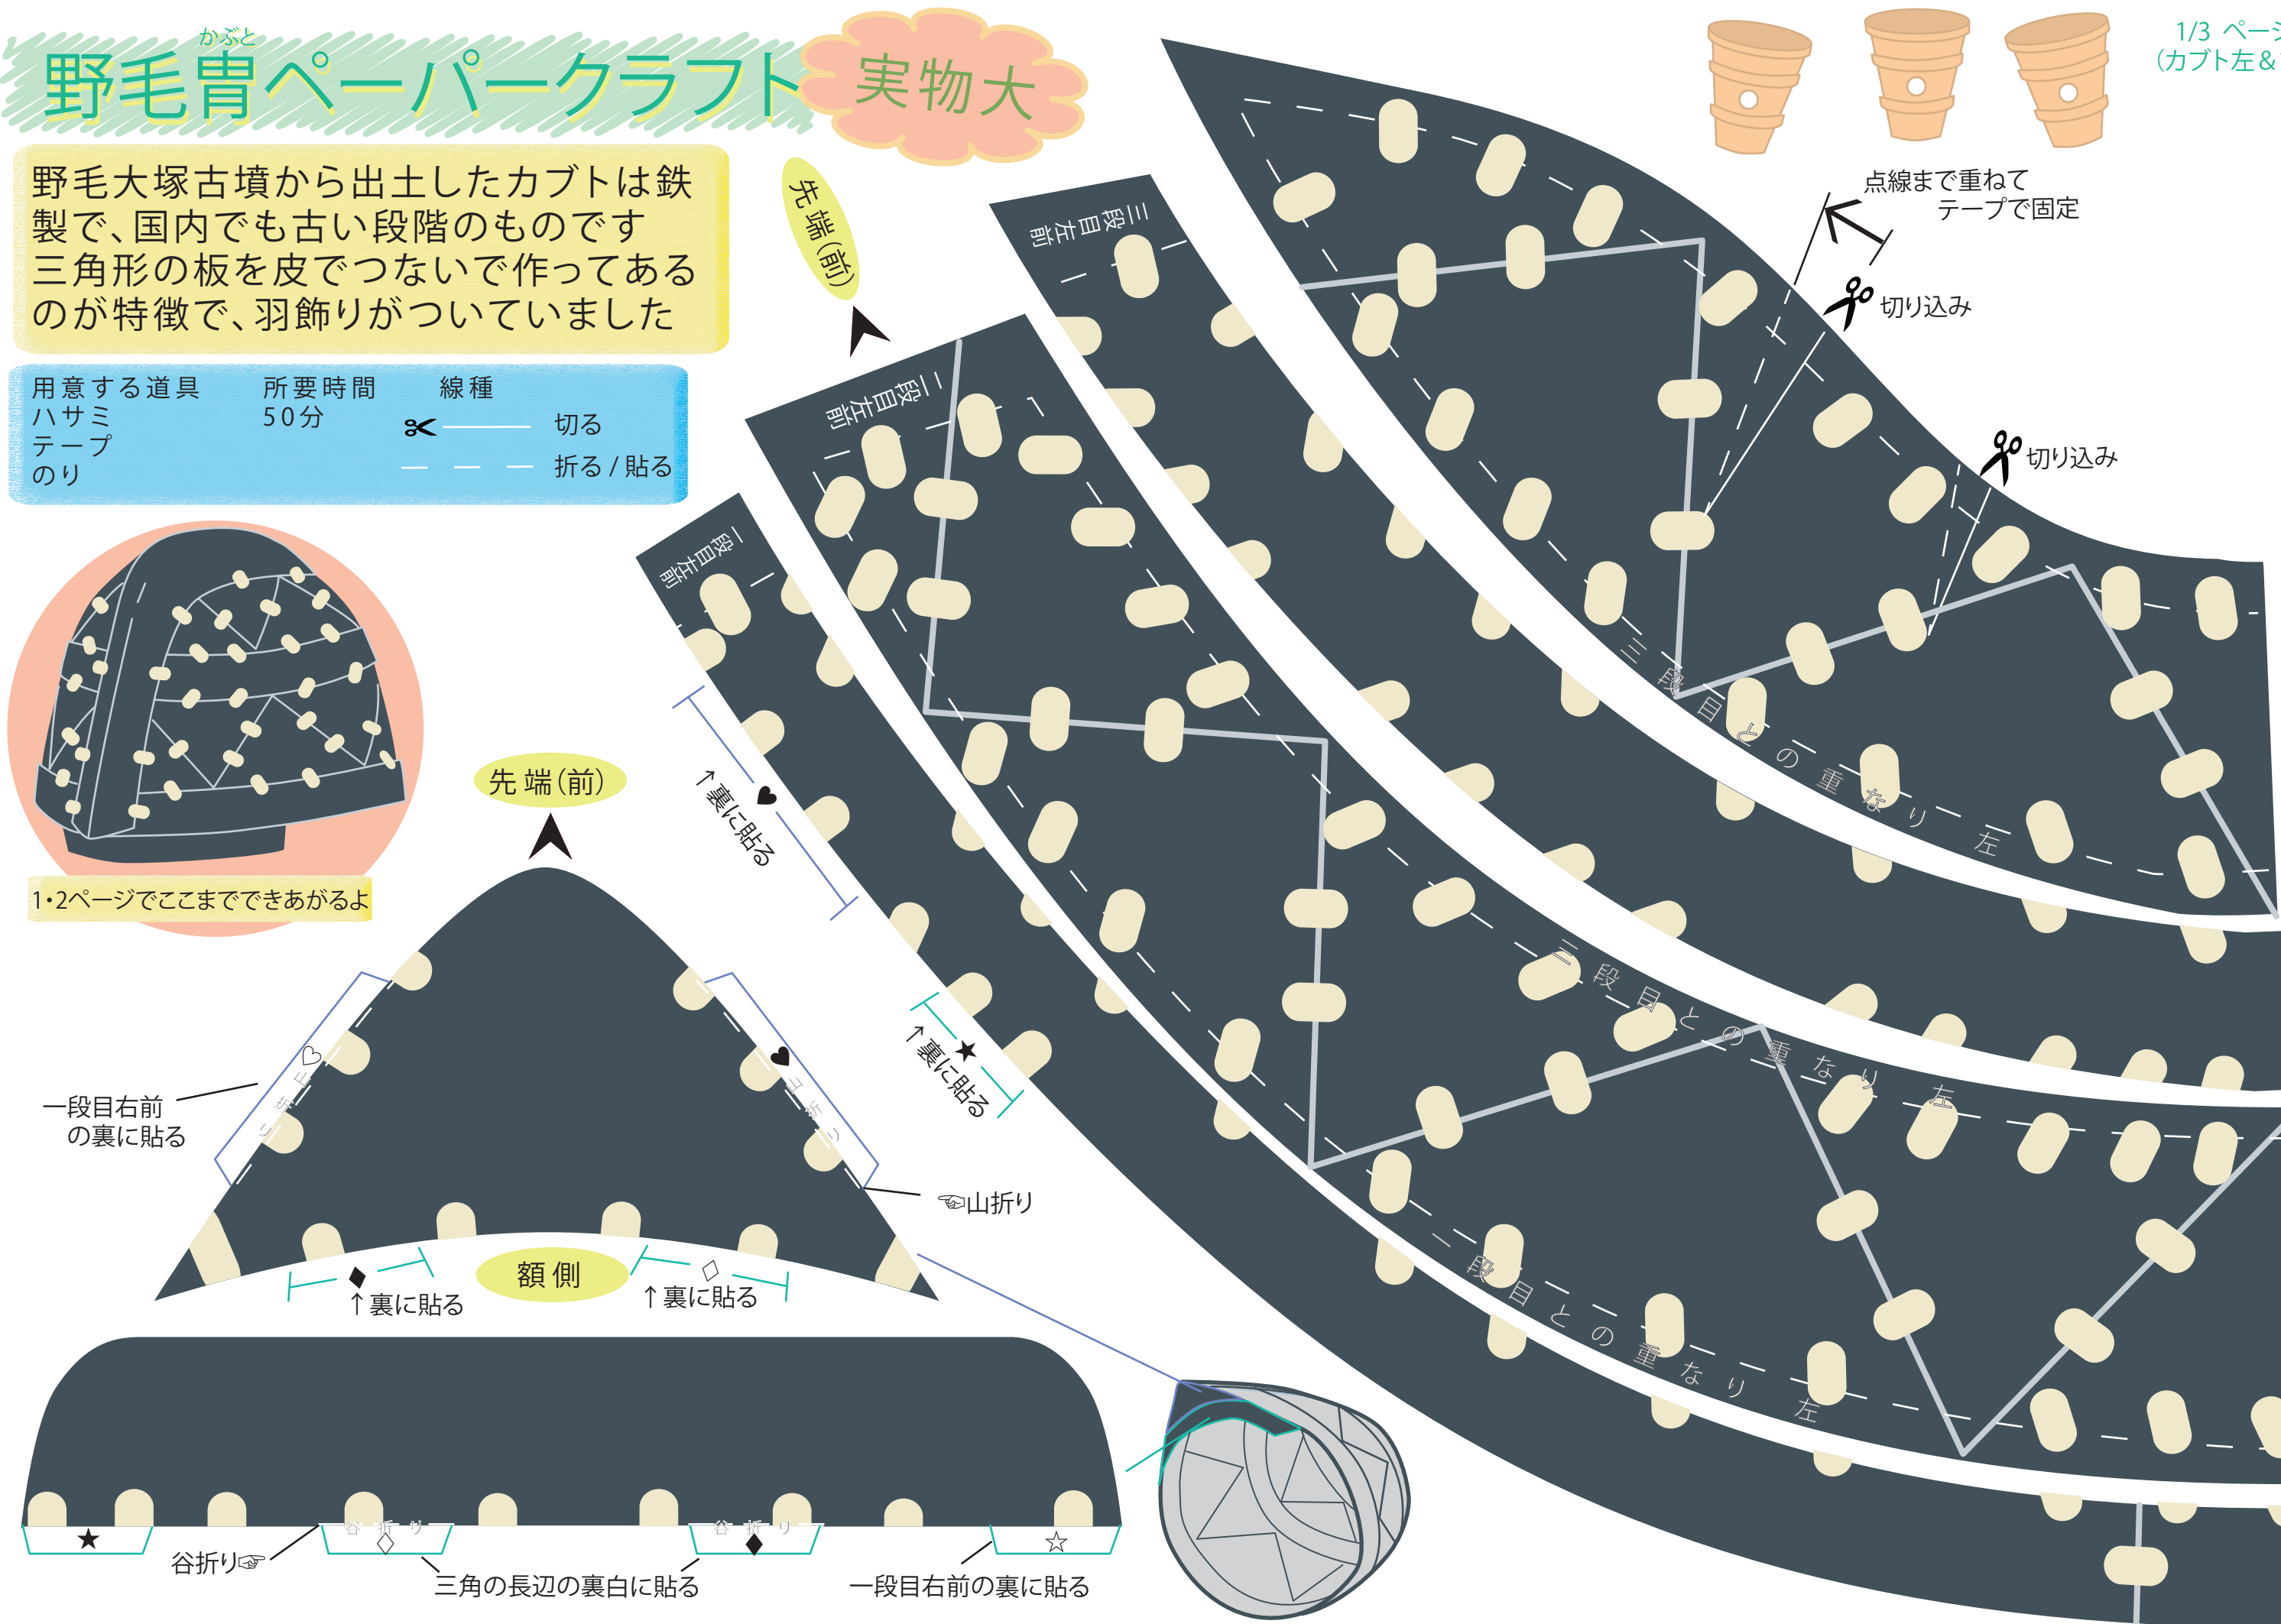 かぶと
野毛冑ペーパークラフト
実物大
1/3 ページ
(カブト左&
野毛大塚古墳から出土したカブトは鉄
製で、国内でも古い段階のものです
三角形の板を皮でつないで作ってある
のが特徴で、羽飾りがついていました
用意する道具
ハサミ
テープ
のり
所要時間
50分
線種
切る
折る/貼る
先端(前)
三段目左
前
二段目左
前
一段目左
前
点線まで重ねて
テープで固定
切り込み
切り込み
三段目との重なり 左
二段目との重なり 左
一段目との重なり 左
1・2ページでここまでできあがるよ
先端(前)
♥
↑裏に貼る
★
↑裏に貼る
♡
山折り
♥
山折り
一段目右前
の裏に貼る
☜山折り
◆
↑裏に貼る
額側
◇
↑裏に貼る
★
谷折り
◇
谷折り
◆
☆
谷折り☞
三角の長辺の裏白に貼る
一段目右前の裏に貼る